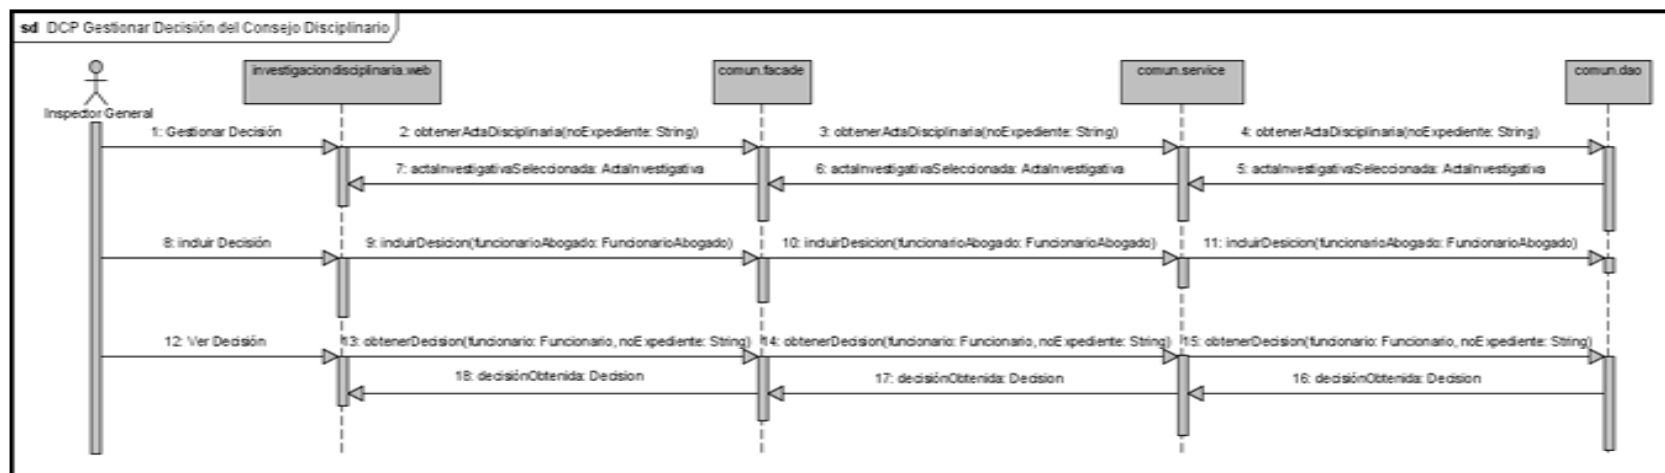 sd DCP Gestionar Decisión del Consejo Disciplinario
Inspector General
investigaciondisciplinaria.web
comun.facade
comun.service
comun.dao
1: Gestionar Decisión
2: obtenerActaDisciplinaria(noExpediente: String)
3: obtenerActaDisciplinaria(noExpediente: String)
4: obtenerActaDisciplinaria(noExpediente: String)
7: actaInvestigativaSeleccionada: ActaInvestigativa
6: actaInvestigativaSeleccionada: ActaInvestigativa
5: actaInvestigativaSeleccionada: ActaInvestigativa
8: incluir Decisión
9: incluirDesicion(funcionarioAbogado: FuncionarioAbogado)
10: incluirDesicion(funcionarioAbogado: FuncionarioAbogado)
11: incluirDesicion(funcionarioAbogado: FuncionarioAbogado)
12: Ver Decisión
13: obtenerDecision(funcionario: Funcionario, noExpediente: String)
14: obtenerDecision(funcionario: Funcionario, noExpediente: String)
15: obtenerDecision(funcionario: Funcionario, noExpediente: String)
18: decisiónObtenida: Decision
17: decisiónObtenida: Decision
16: decisiónObtenida: Decision